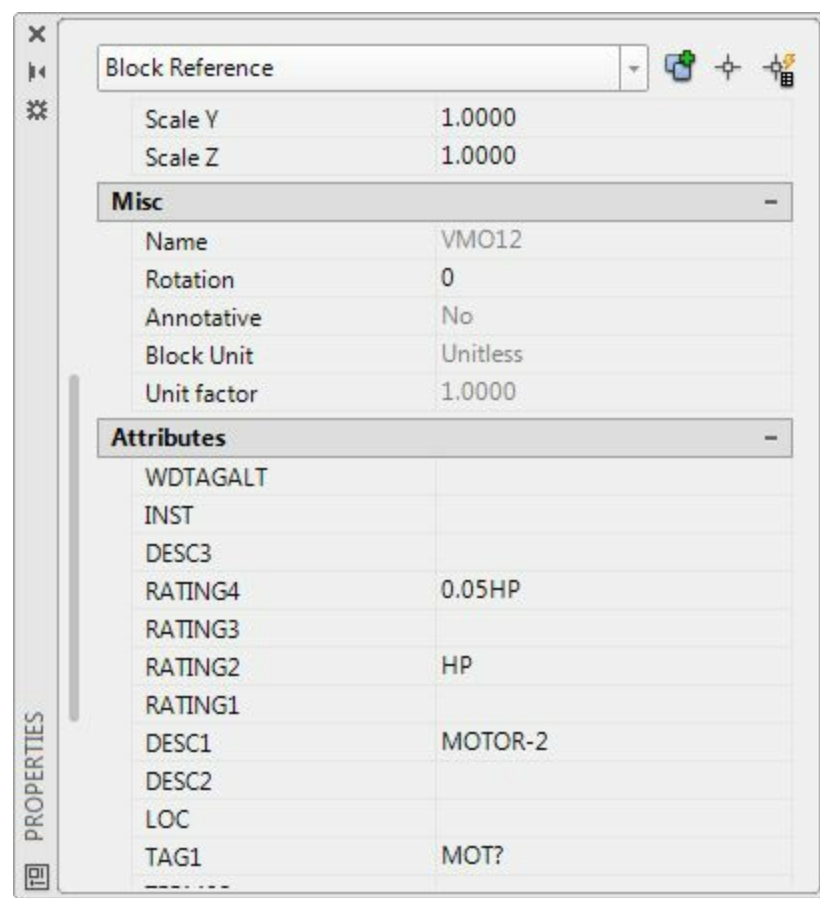 Block Reference
Scale Y 1.0000
Scale Z 1.0000
Misc
Name VMO12
Rotation 0
Annotative No
Block Unit Unitless
Unit factor 1.0000
Attributes
WDTAGALT
INST
DESC3
RATING4 0.05HP
RATING3
RATING2 HP
RATING1
DESC1 MOTOR-2
DESC2
LOC
TAG1 MOT?
PROPERTIES